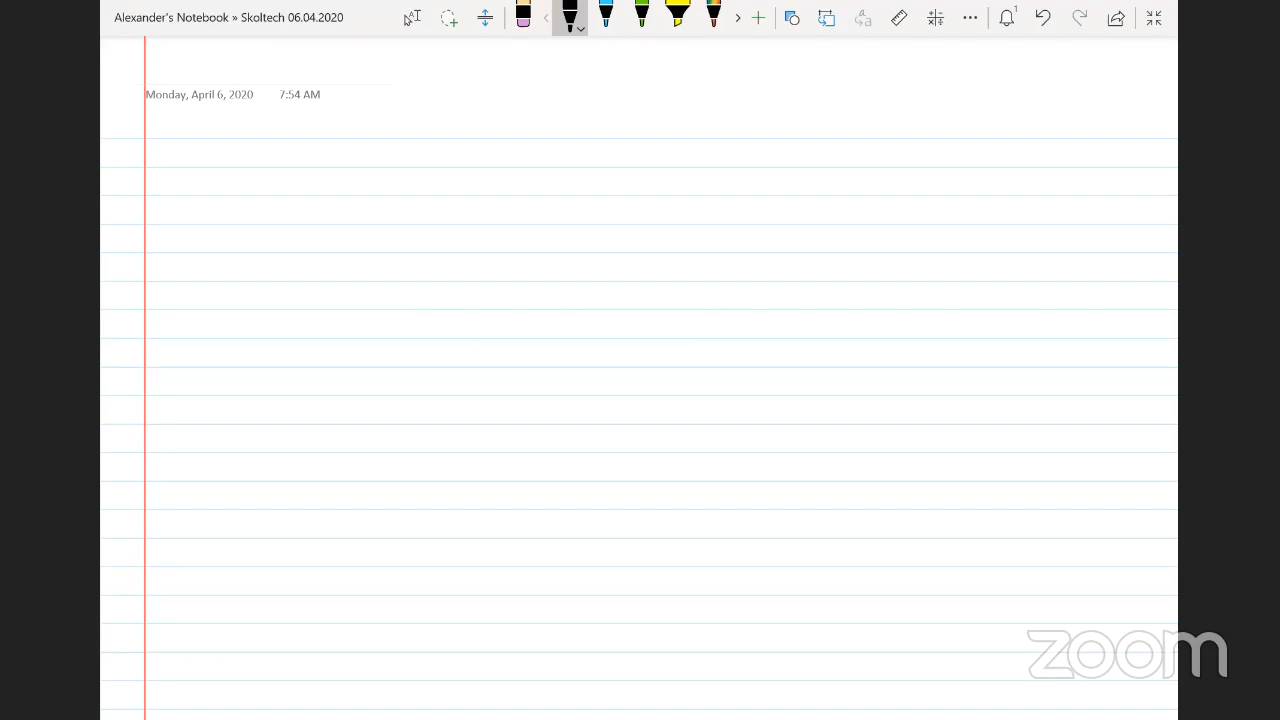 Alexander's Notebook » Skoltech 06.04.2020
Monday, April 6, 2020 7:54 AM
zoom